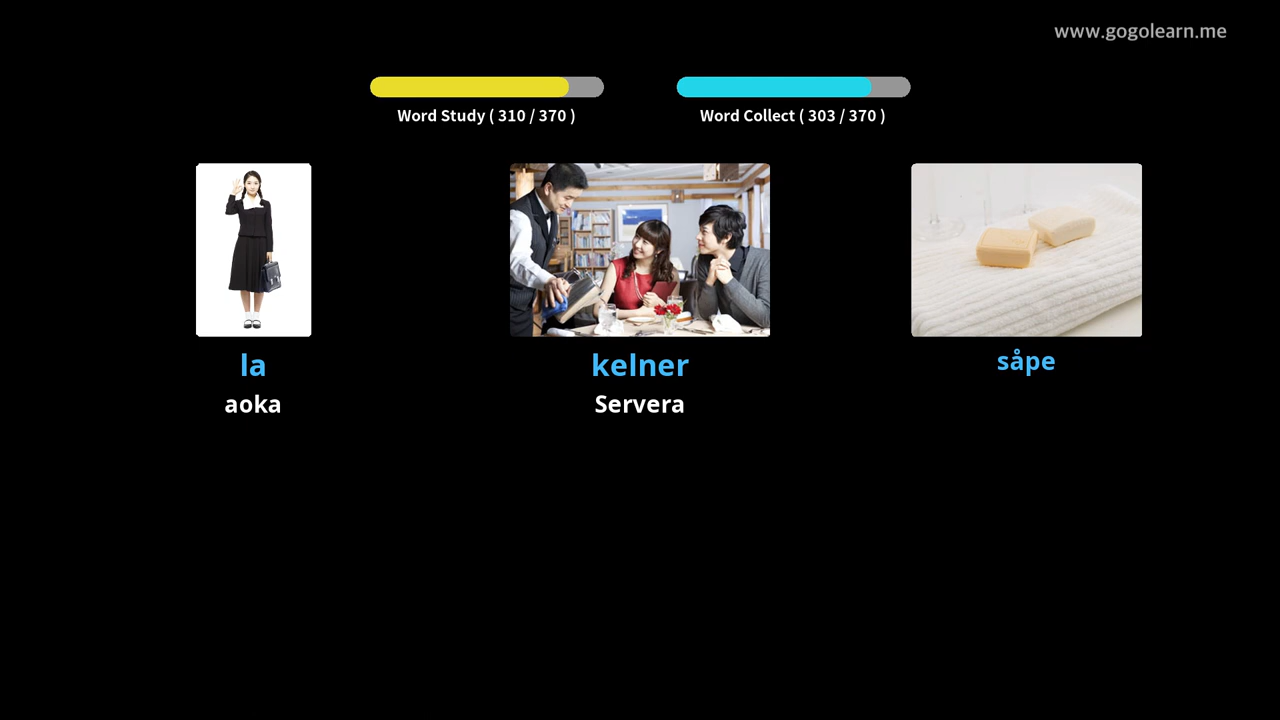 www.gogolearn.me
Word Study ( 310 / 370 )
Word Collect ( 303 / 370 )
la
aoka
kelner
Servera
såpe